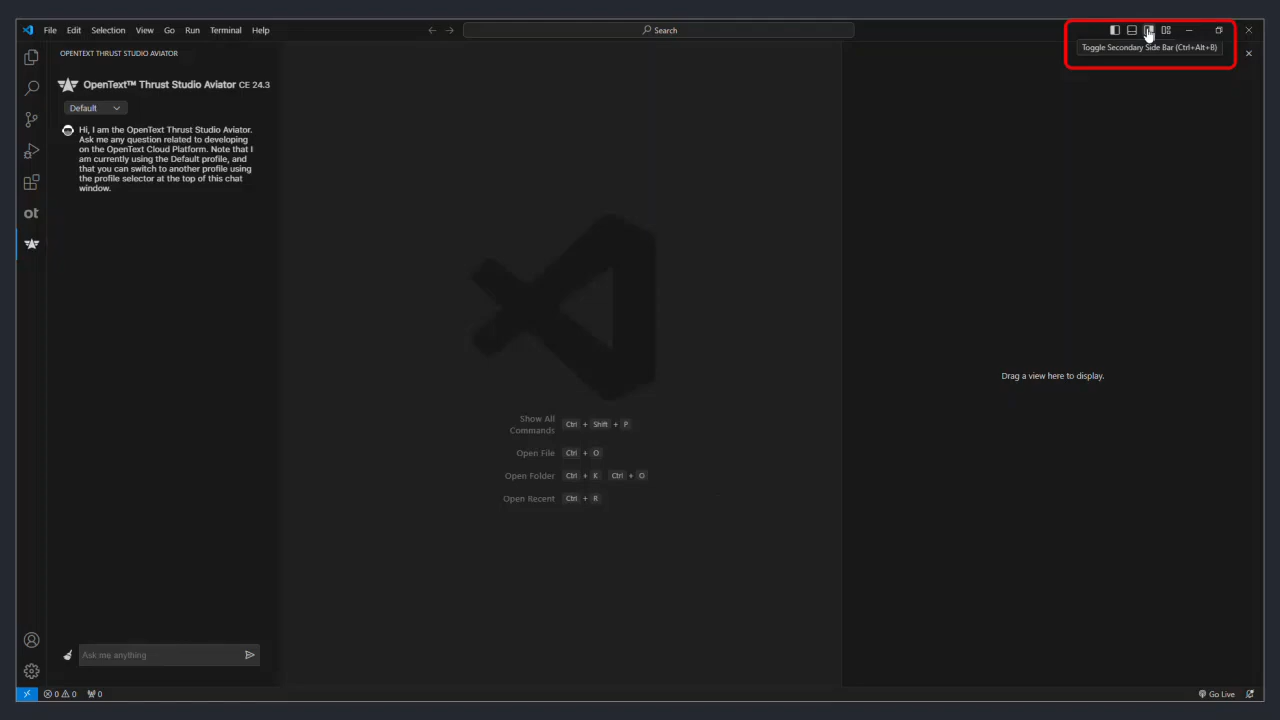 File Edit Selection View Go Run Terminal Help
Search
Toggle Secondary Side Bar (Ctrl+Alt+B)
OPENTEXT THRUST STUDIO AVIATOR
OpenText™ Thrust Studio Aviator CE 24.3
Default
Hi, I am the OpenText Thrust Studio Aviator.
Ask me any question related to developing
on the OpenText Cloud Platform. Note that I
am currently using the Default profile, and
that you can switch to another profile using
the profile selector at the top of this chat
window.
ot
Drag a view here to display.
Show All
Commands
Ctrl + Shift + P
Open File Ctrl + O
Open Folder Ctrl + K Ctrl + O
Open Recent Ctrl + R
Ask me anything
0 0 0
Go Live